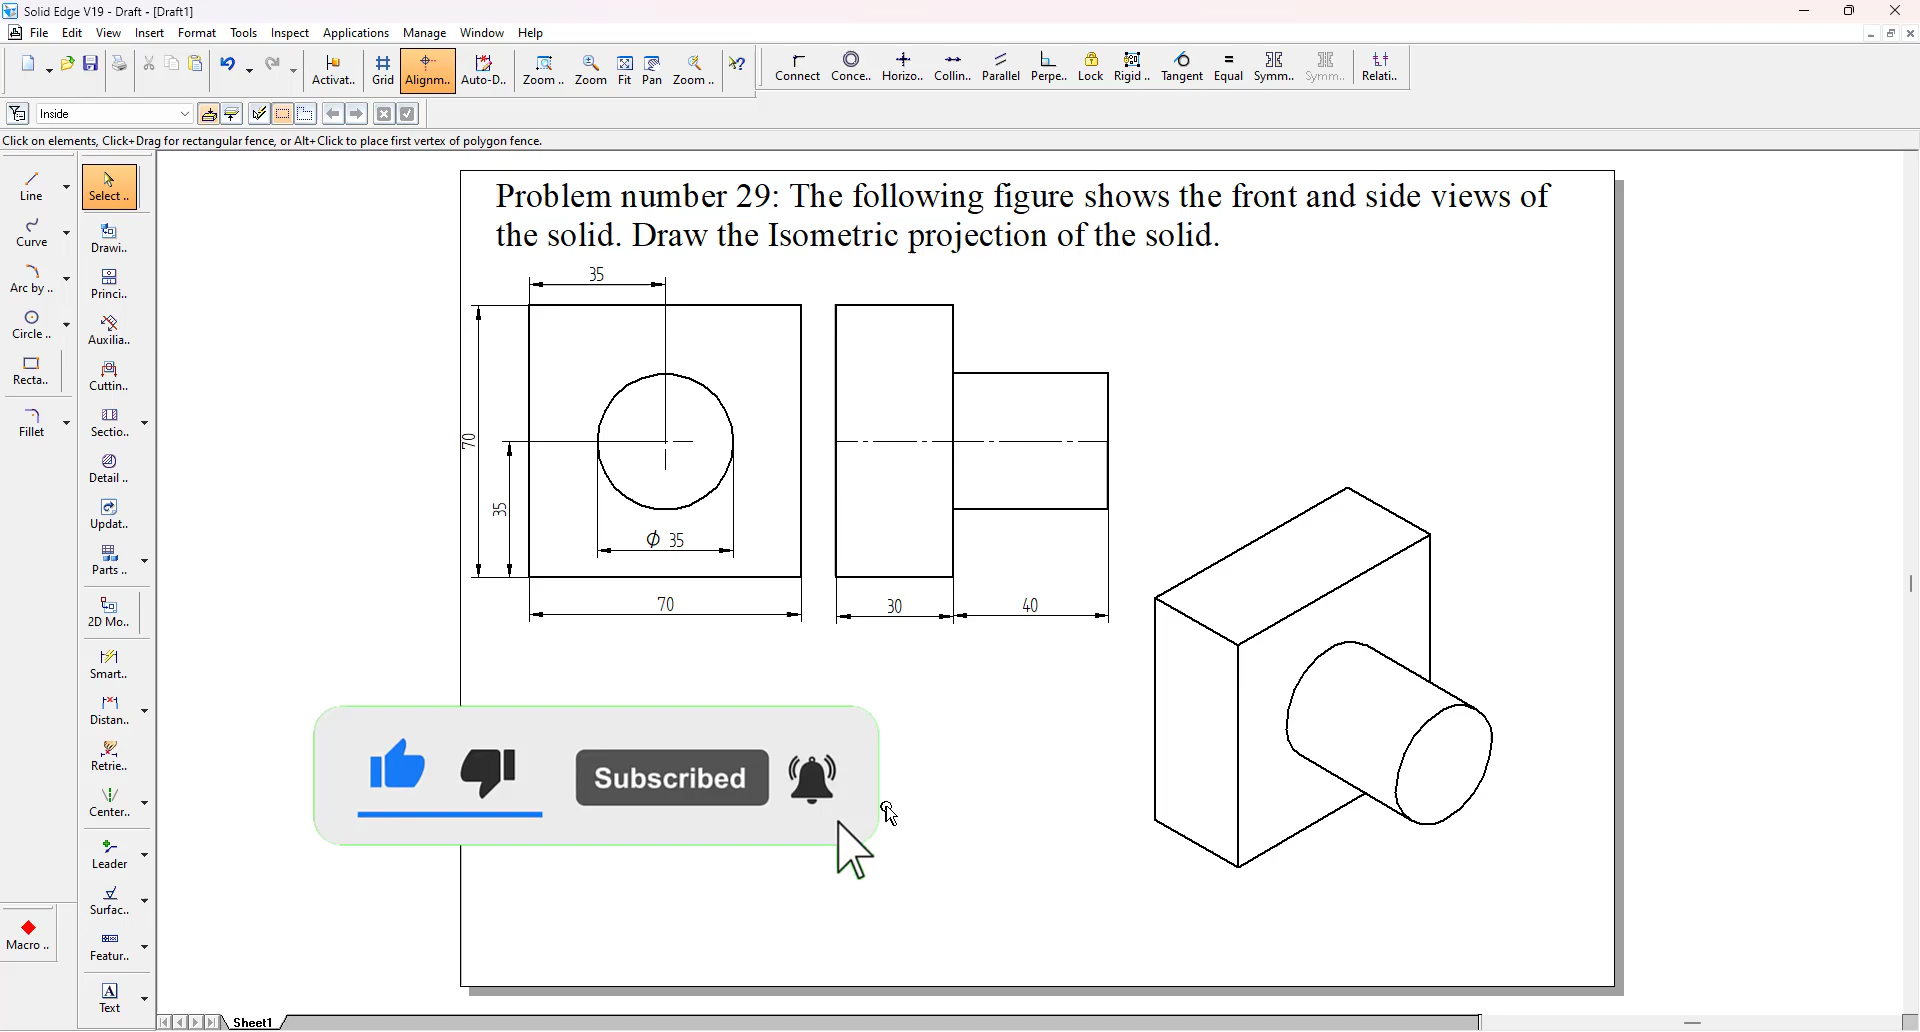 Solid Edge V19 - Draft - [Draft1]
File Edit View Insert Format Tools Inspect Applications Manage Window Help
Activat.. Grid Alignm.. Auto-D.. Zoom .. Zoom Fit Pan Zoom .. Connect Conce.. Horizo.. Collin.. Parallel Perpe.. Lock Rigid .. Tangent Equal Symm.. Symm.. Relati..
Inside
Click on elements, Click+Drag for rectangular fence, or Alt+Click to place first vertex of polygon fence.
Line
Curve
Arc by ..
Circle ..
Recta..
Fillet
Macro ..
Select ..
Drawi..
Princi..
Auxilia..
Cuttin..
Sectio..
Detail ..
Updat..
Parts ..
2D Mo..
Smart..
Distan..
Retrie..
Center..
Leader
Surfac..
Featur..
A
Text
Problem number 29: The following figure shows the front and side views of
the solid. Draw the Isometric projection of the solid.
35
70
35
ϕ 35
70
30
40
Subscribed
Sheet1